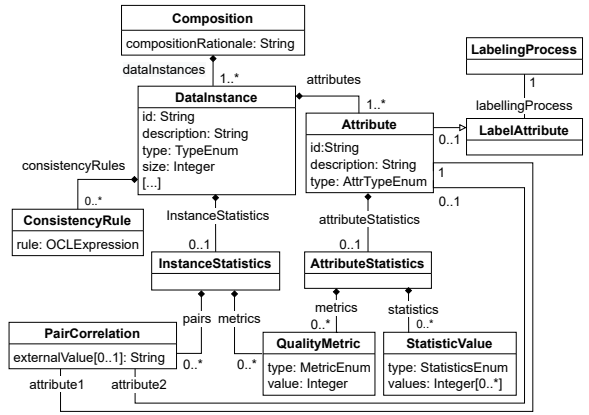 Composition
compositionRationale: String
dataInstances
1..*
attributes
1..*
DataInstance
id: String
description: String
type: TypeEnum
size: Integer
[...]
Attribute
id:String
description: String
type: AttrTypeEnum
LabelingProcess
1
labellingProcess
0..1
LabelAttribute
1
0..1
consistencyRules
0..*
ConsistencyRule
rule: OCLExpression
InstanceStatistics
0..1
InstanceStatistics
attributeStatistics
0..1
AttributeStatistics
pairs
metrics
0..*
0..*
metrics
0..*
statistics
0..*
PairCorrelation
externalValue[0..1]: String
attribute1
attribute2
QualityMetric
type: MetricEnum
value: Integer
StatisticValue
type: StatisticsEnum
values: Integer[0..*]